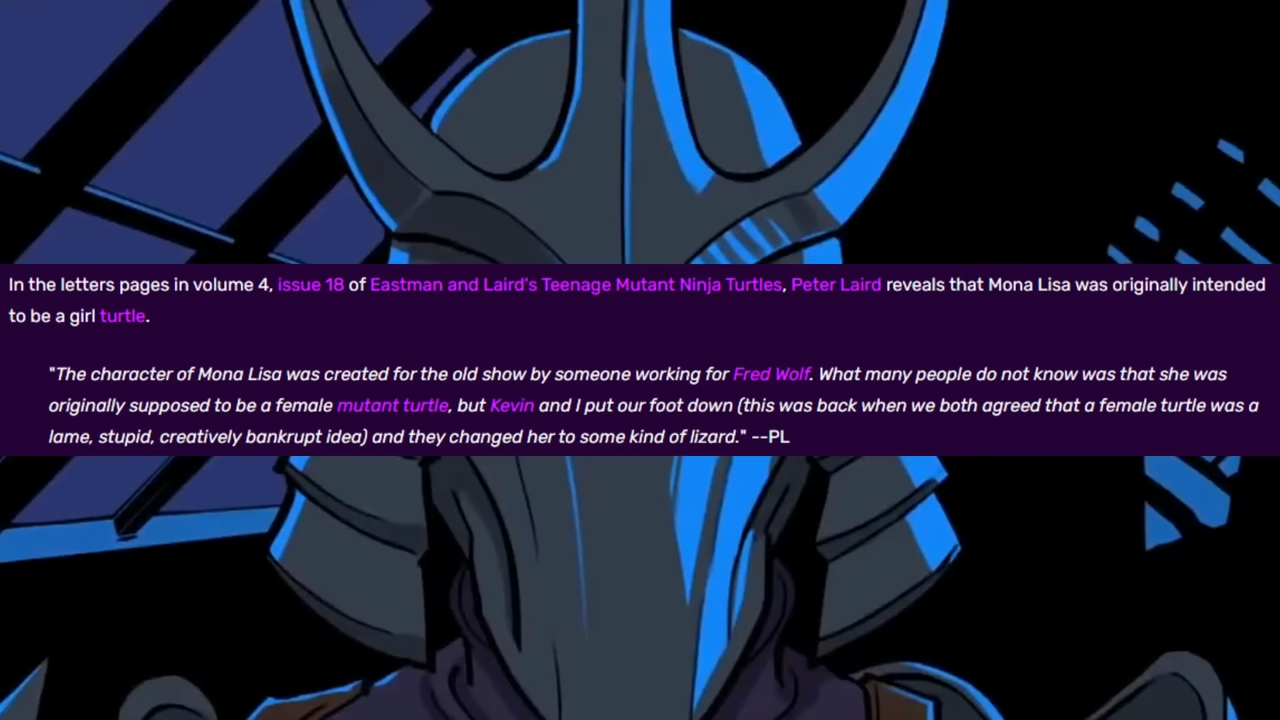 In the letters pages in volume 4, issue 18 of Eastman and Laird's Teenage Mutant Ninja Turtles, Peter Laird reveals that Mona Lisa was originally intended
to be a girl turtle.
"The character of Mona Lisa was created for the old show by someone working for Fred Wolf. What many people do not know was that she was
originally supposed to be a female mutant turtle, but Kevin and I put our foot down (this was back when we both agreed that a female turtle was a
lame, stupid, creatively bankrupt idea) and they changed her to some kind of lizard." --PL